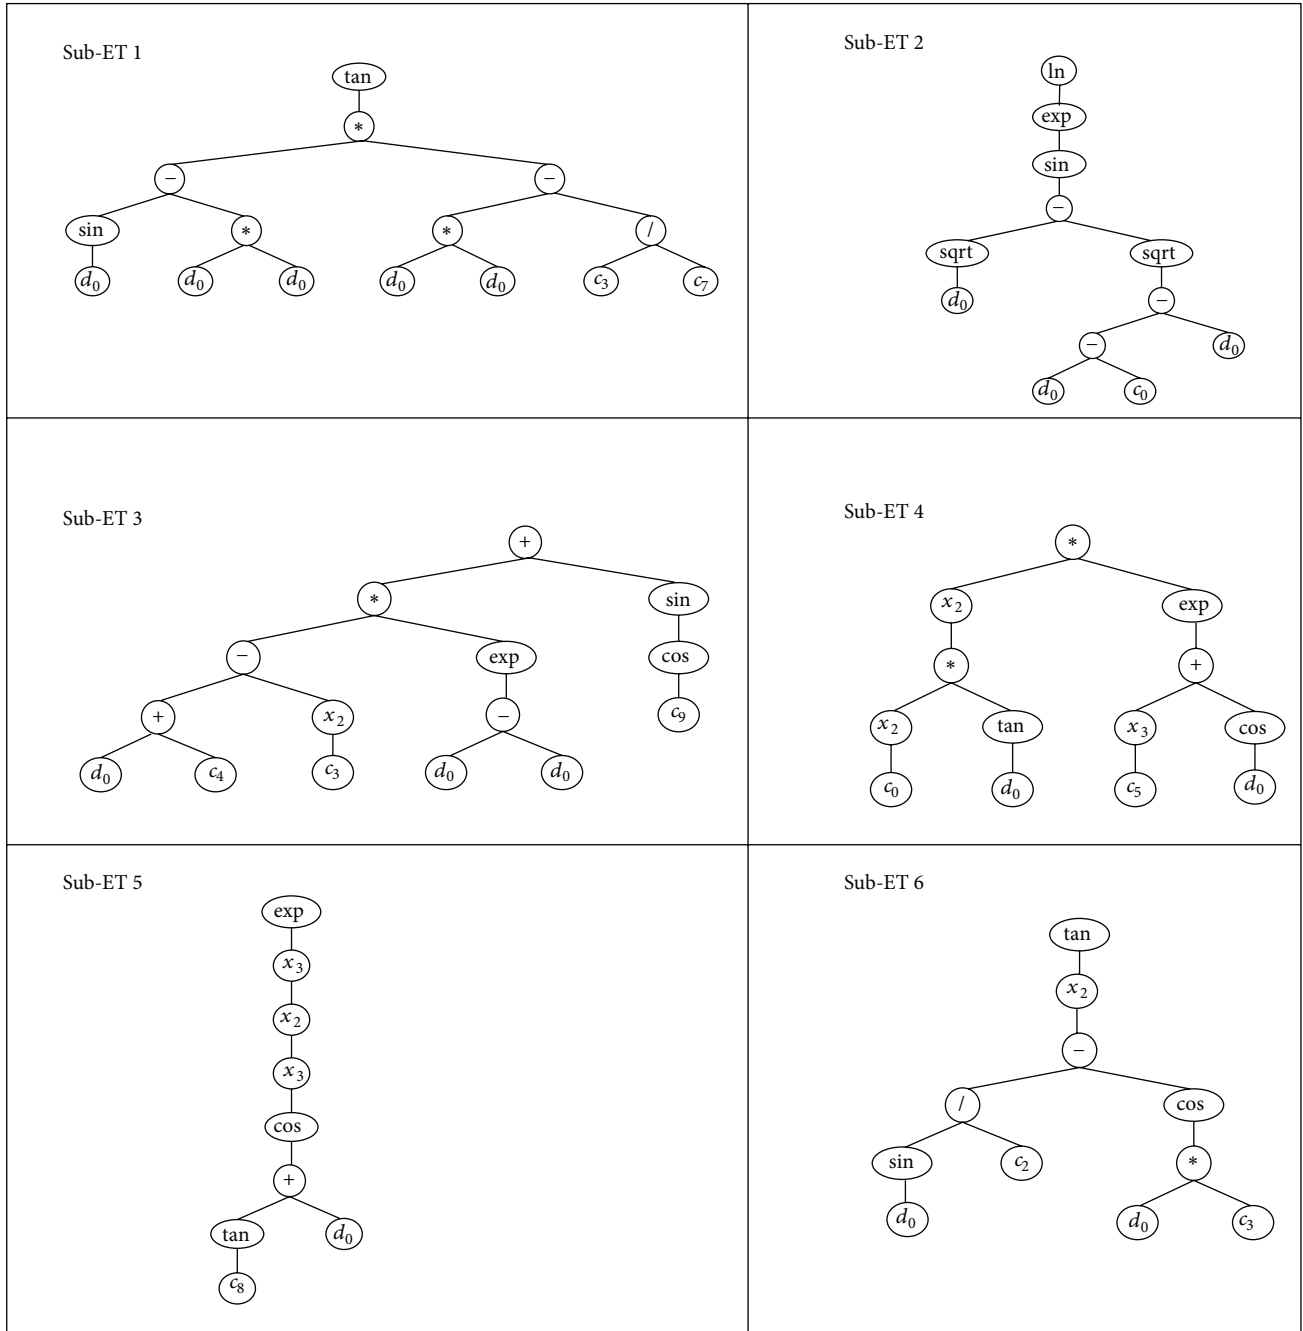 Sub-ET 1
tan
*
− −
sin * * /
d0 d0 d0 d0 d0 c3 c7
Sub-ET 2
ln
exp
sin
−
sqrt sqrt
d0 −
− d0
d0 c0
Sub-ET 3
+
* sin
− exp cos
+ x2 − c9
d0 c4 c3 d0 d0
Sub-ET 4
*
x2 exp
* +
x2 tan x3 cos
c0 d0 c5 d0
Sub-ET 5
exp
x3
x2
x3
cos
+
tan d0
c8
Sub-ET 6
tan
x2
−
/ cos
sin c2 *
d0 d0 c3